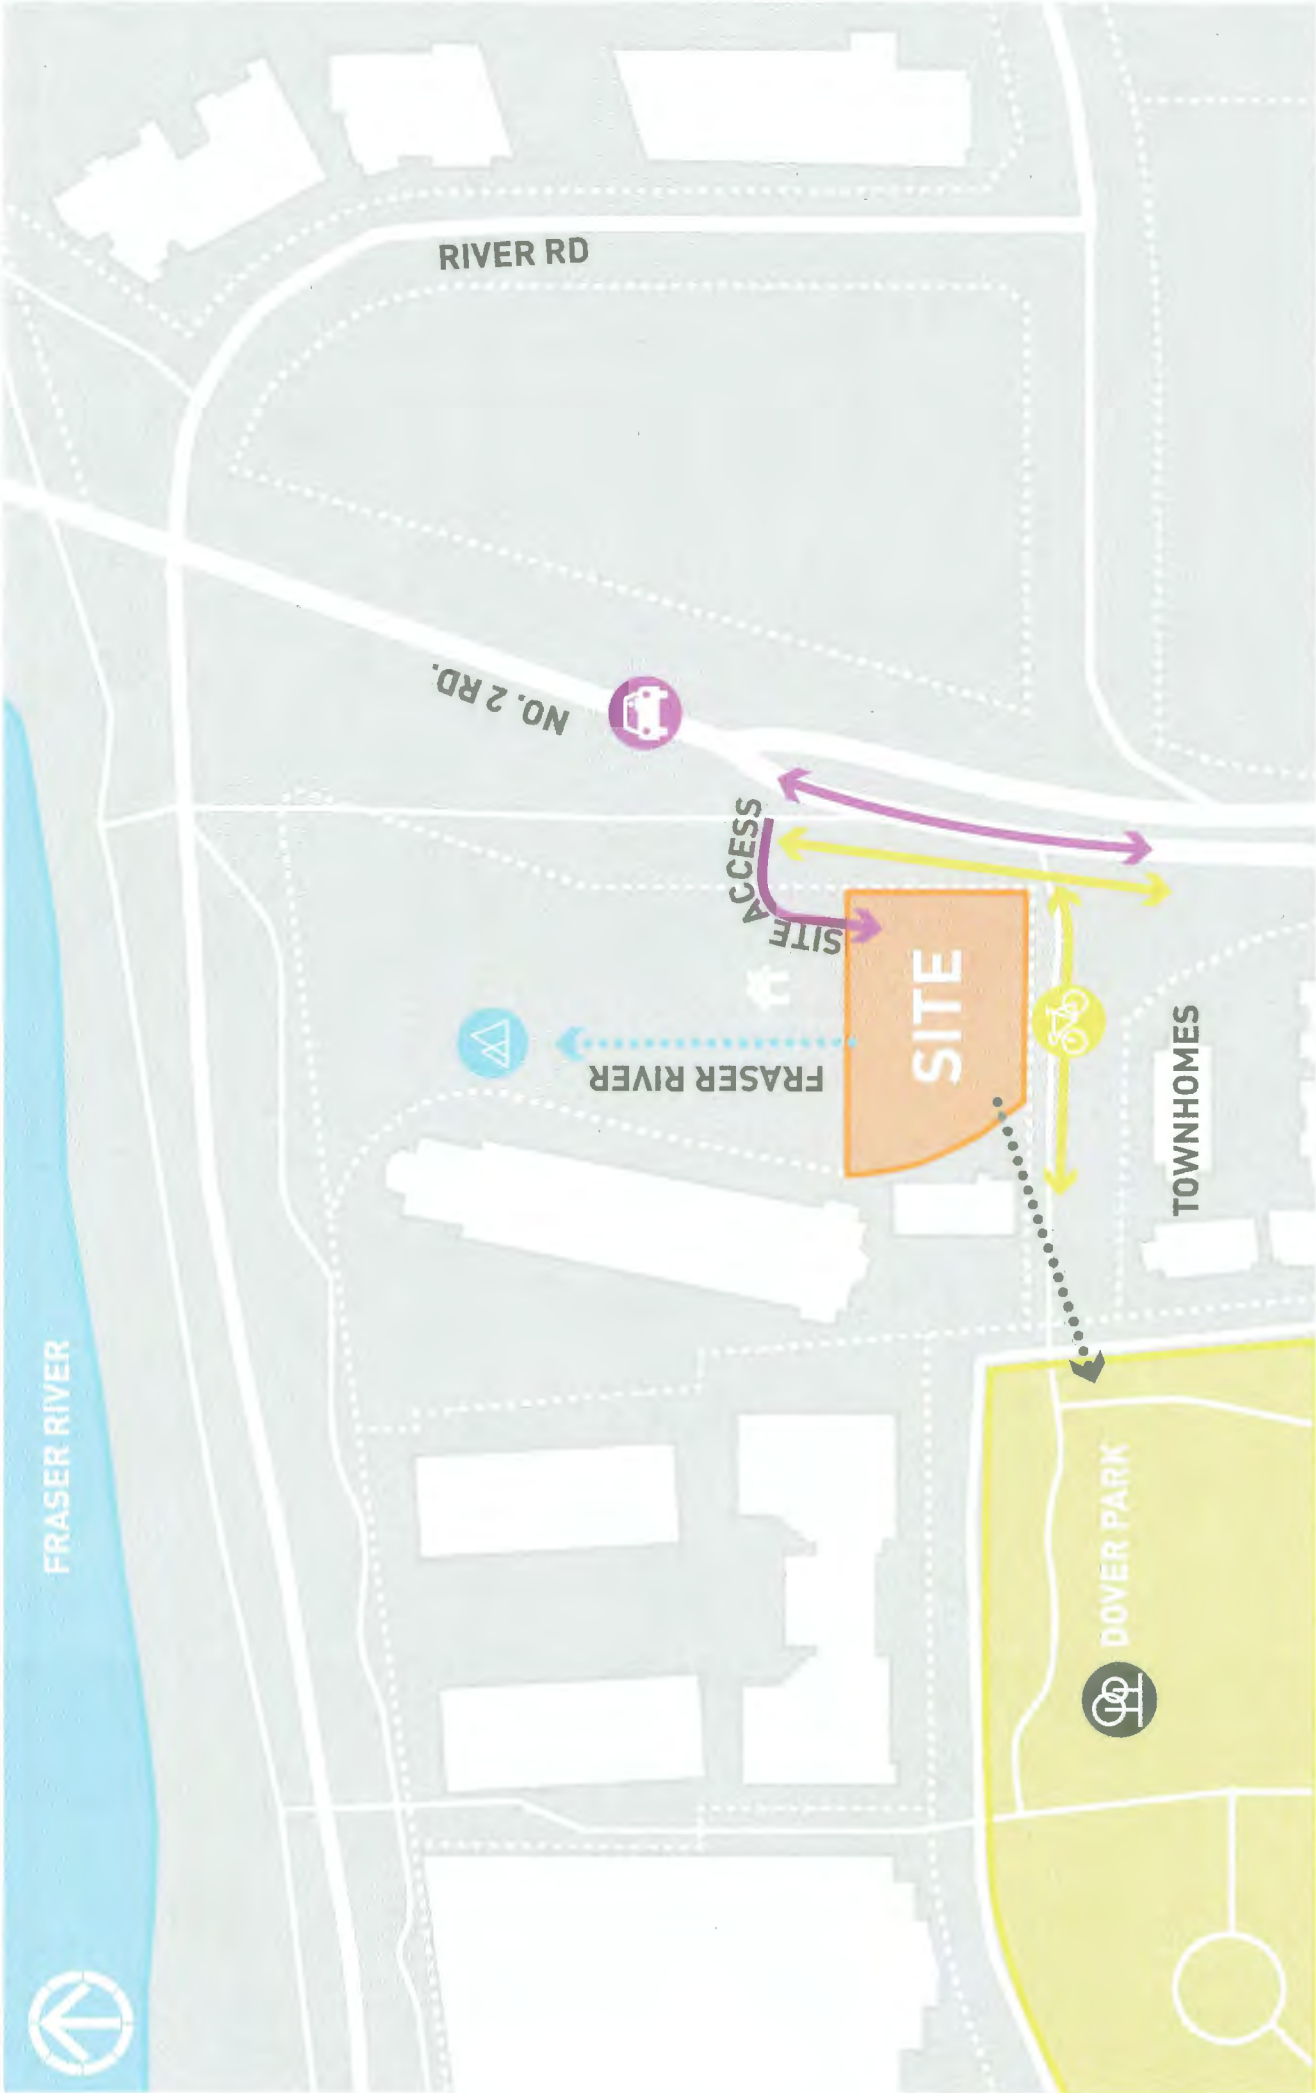 RIVER RD
NO. 2 RD.
SITE ACCESS
FRASER RIVER
SITE
TOWNHOMES
FRASER RIVER
DOVER PARK